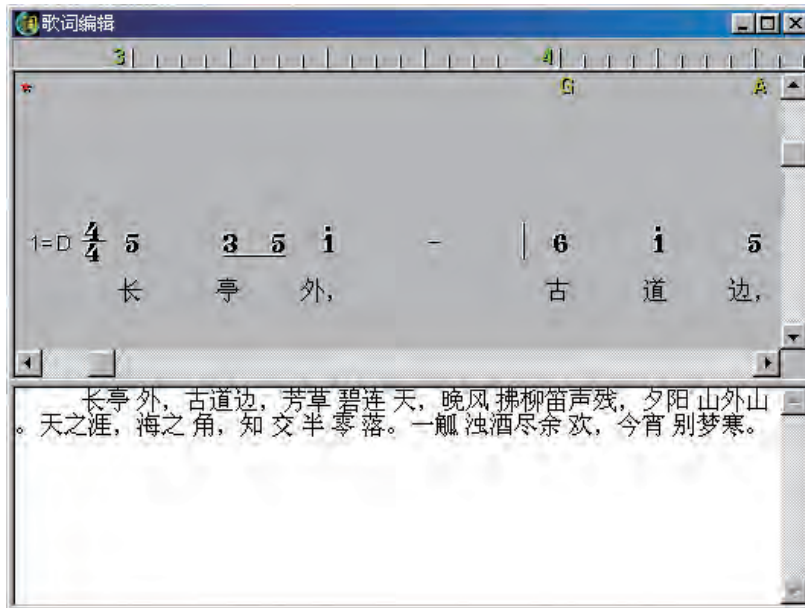 歌词编辑
3 4
G A
1=D 4/4 5 3 5 i - | 6 i 5
长 亭 外， 古 道 边，
长亭 外，古道边，芳草 碧连 天，晚风 拂柳笛声残，夕阳 山外山
。天之涯，海之 角，知 交 半 零 落。一觚 浊酒尽余 欢，今宵 别梦寒。